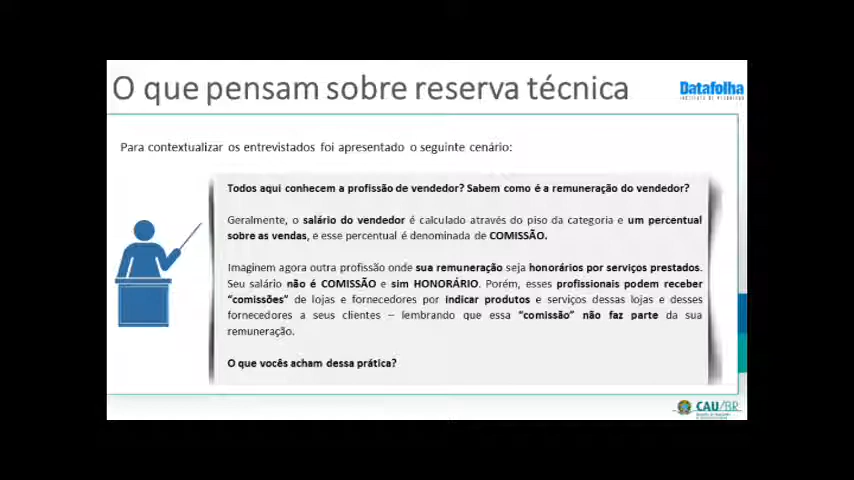 O que pensam sobre reserva técnica
Datafolha
INSTITUTO DE PESQUISAS
Para contextualizar os entrevistados foi apresentado o seguinte cenário:
Todos aqui conhecem a profissão de vendedor? Sabem como é a remuneração do vendedor?
Geralmente, o salário do vendedor é calculado através do piso da categoria e um percentual
sobre as vendas, e esse percentual é denominada de COMISSÃO.
Imaginem agora outra profissão onde sua remuneração seja honorários por serviços prestados.
Seu salário não é COMISSÃO e sim HONORÁRIO. Porém, esses profissionais podem receber
“comissões” de lojas e fornecedores por indicar produtos e serviços dessas lojas e desses
fornecedores a seus clientes – lembrando que essa “comissão” não faz parte da sua
remuneração.
O que vocês acham dessa prática?
CAU/BR